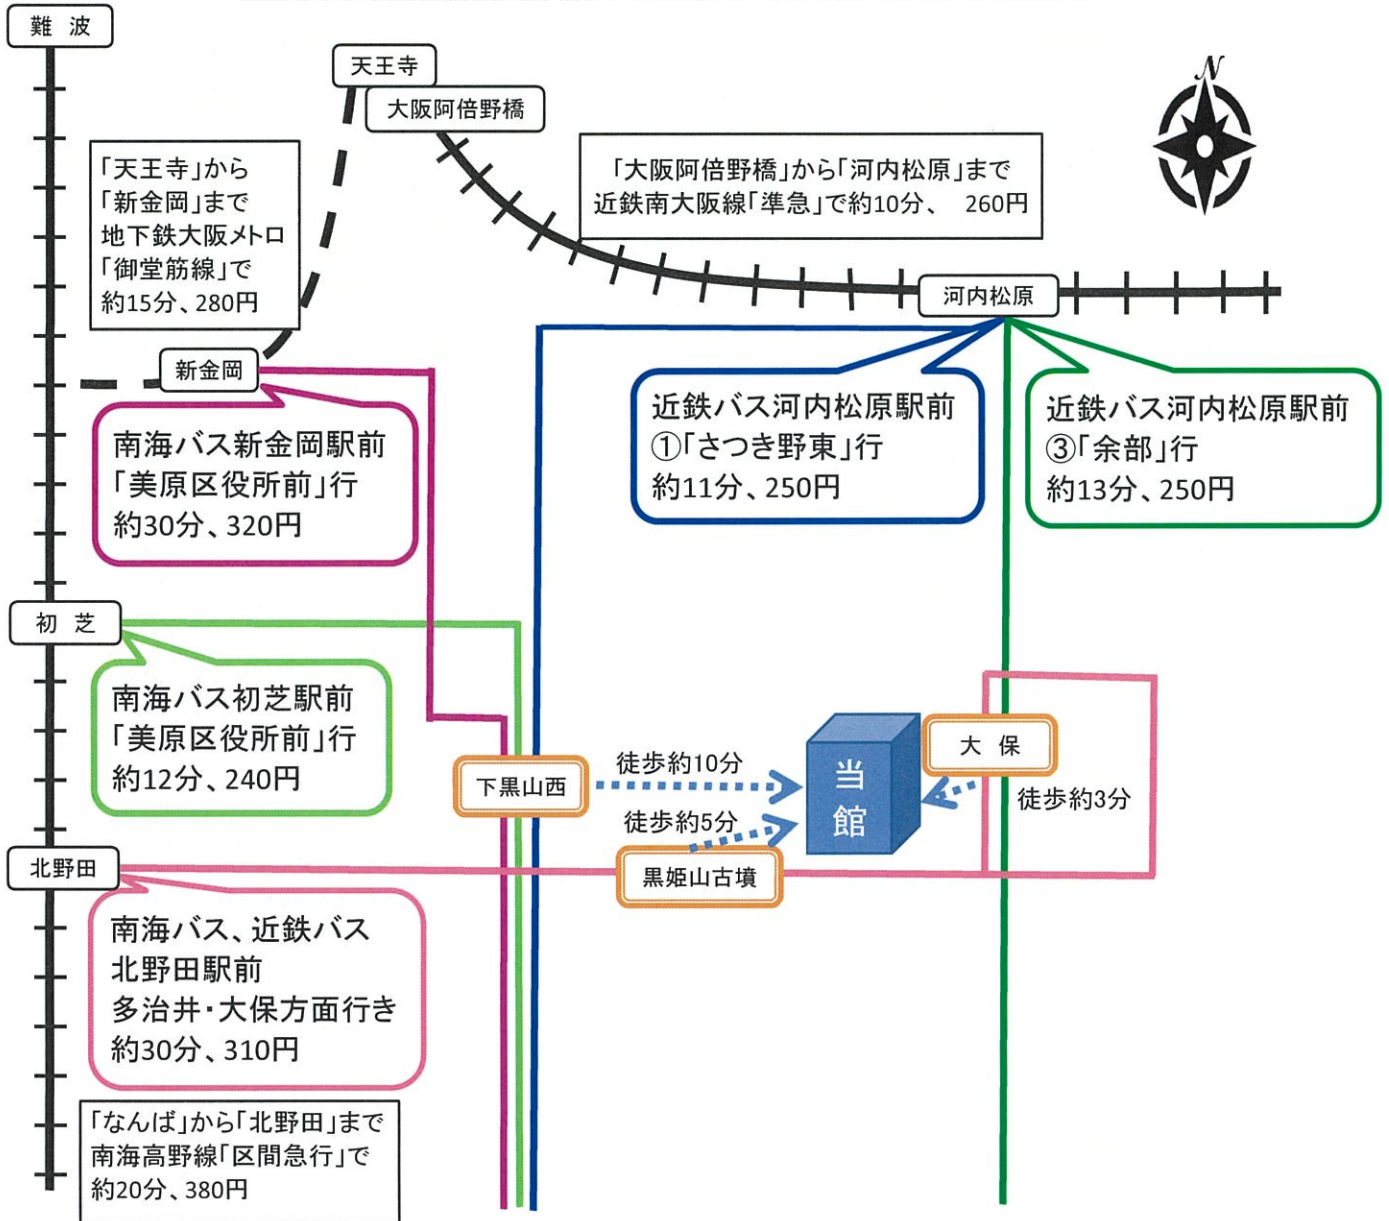 難 波
天王寺
大阪阿倍野橋
N
「天王寺」から
「新金岡」まで
地下鉄大阪メトロ
「御堂筋線」で
約15分、280円
「大阪阿倍野橋」から「河内松原」まで
近鉄南大阪線「準急」で約10分、 260円
河内松原
新金岡
南海バス新金岡駅前
「美原区役所前」行
約30分、320円
近鉄バス河内松原駅前
①「さつき野東」行
約11分、250円
近鉄バス河内松原駅前
③「余部」行
約13分、250円
初 芝
南海バス初芝駅前
「美原区役所前」行
約12分、240円
下黒山西
徒歩約10分
当館
大 保
徒歩約3分
徒歩約5分
北野田
黒姫山古墳
南海バス、近鉄バス
北野田駅前
多治井・大保方面行き
約30分、310円
「なんば」から「北野田」まで
南海高野線「区間急行」で
約20分、380円